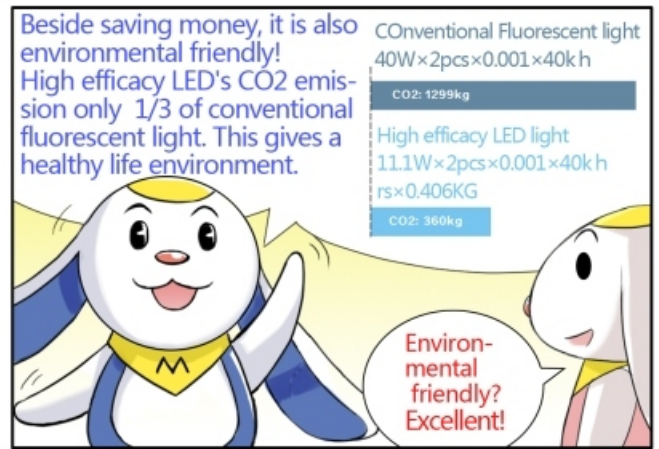 Beside saving money, it is also
environmental friendly!
High efficacy LED's CO2 emis-
sion only 1/3 of conventional
fluorescent light. This gives a
healthy life environment.
COnventional Fluorescent light
40W×2pcs×0.001×40k h
CO2: 1299kg
High efficacy LED light
11.1W×2pcs×0.001×40k h
rs×0.406KG
CO2: 360kg
M
Environ-
mental
friendly?
Excellent!